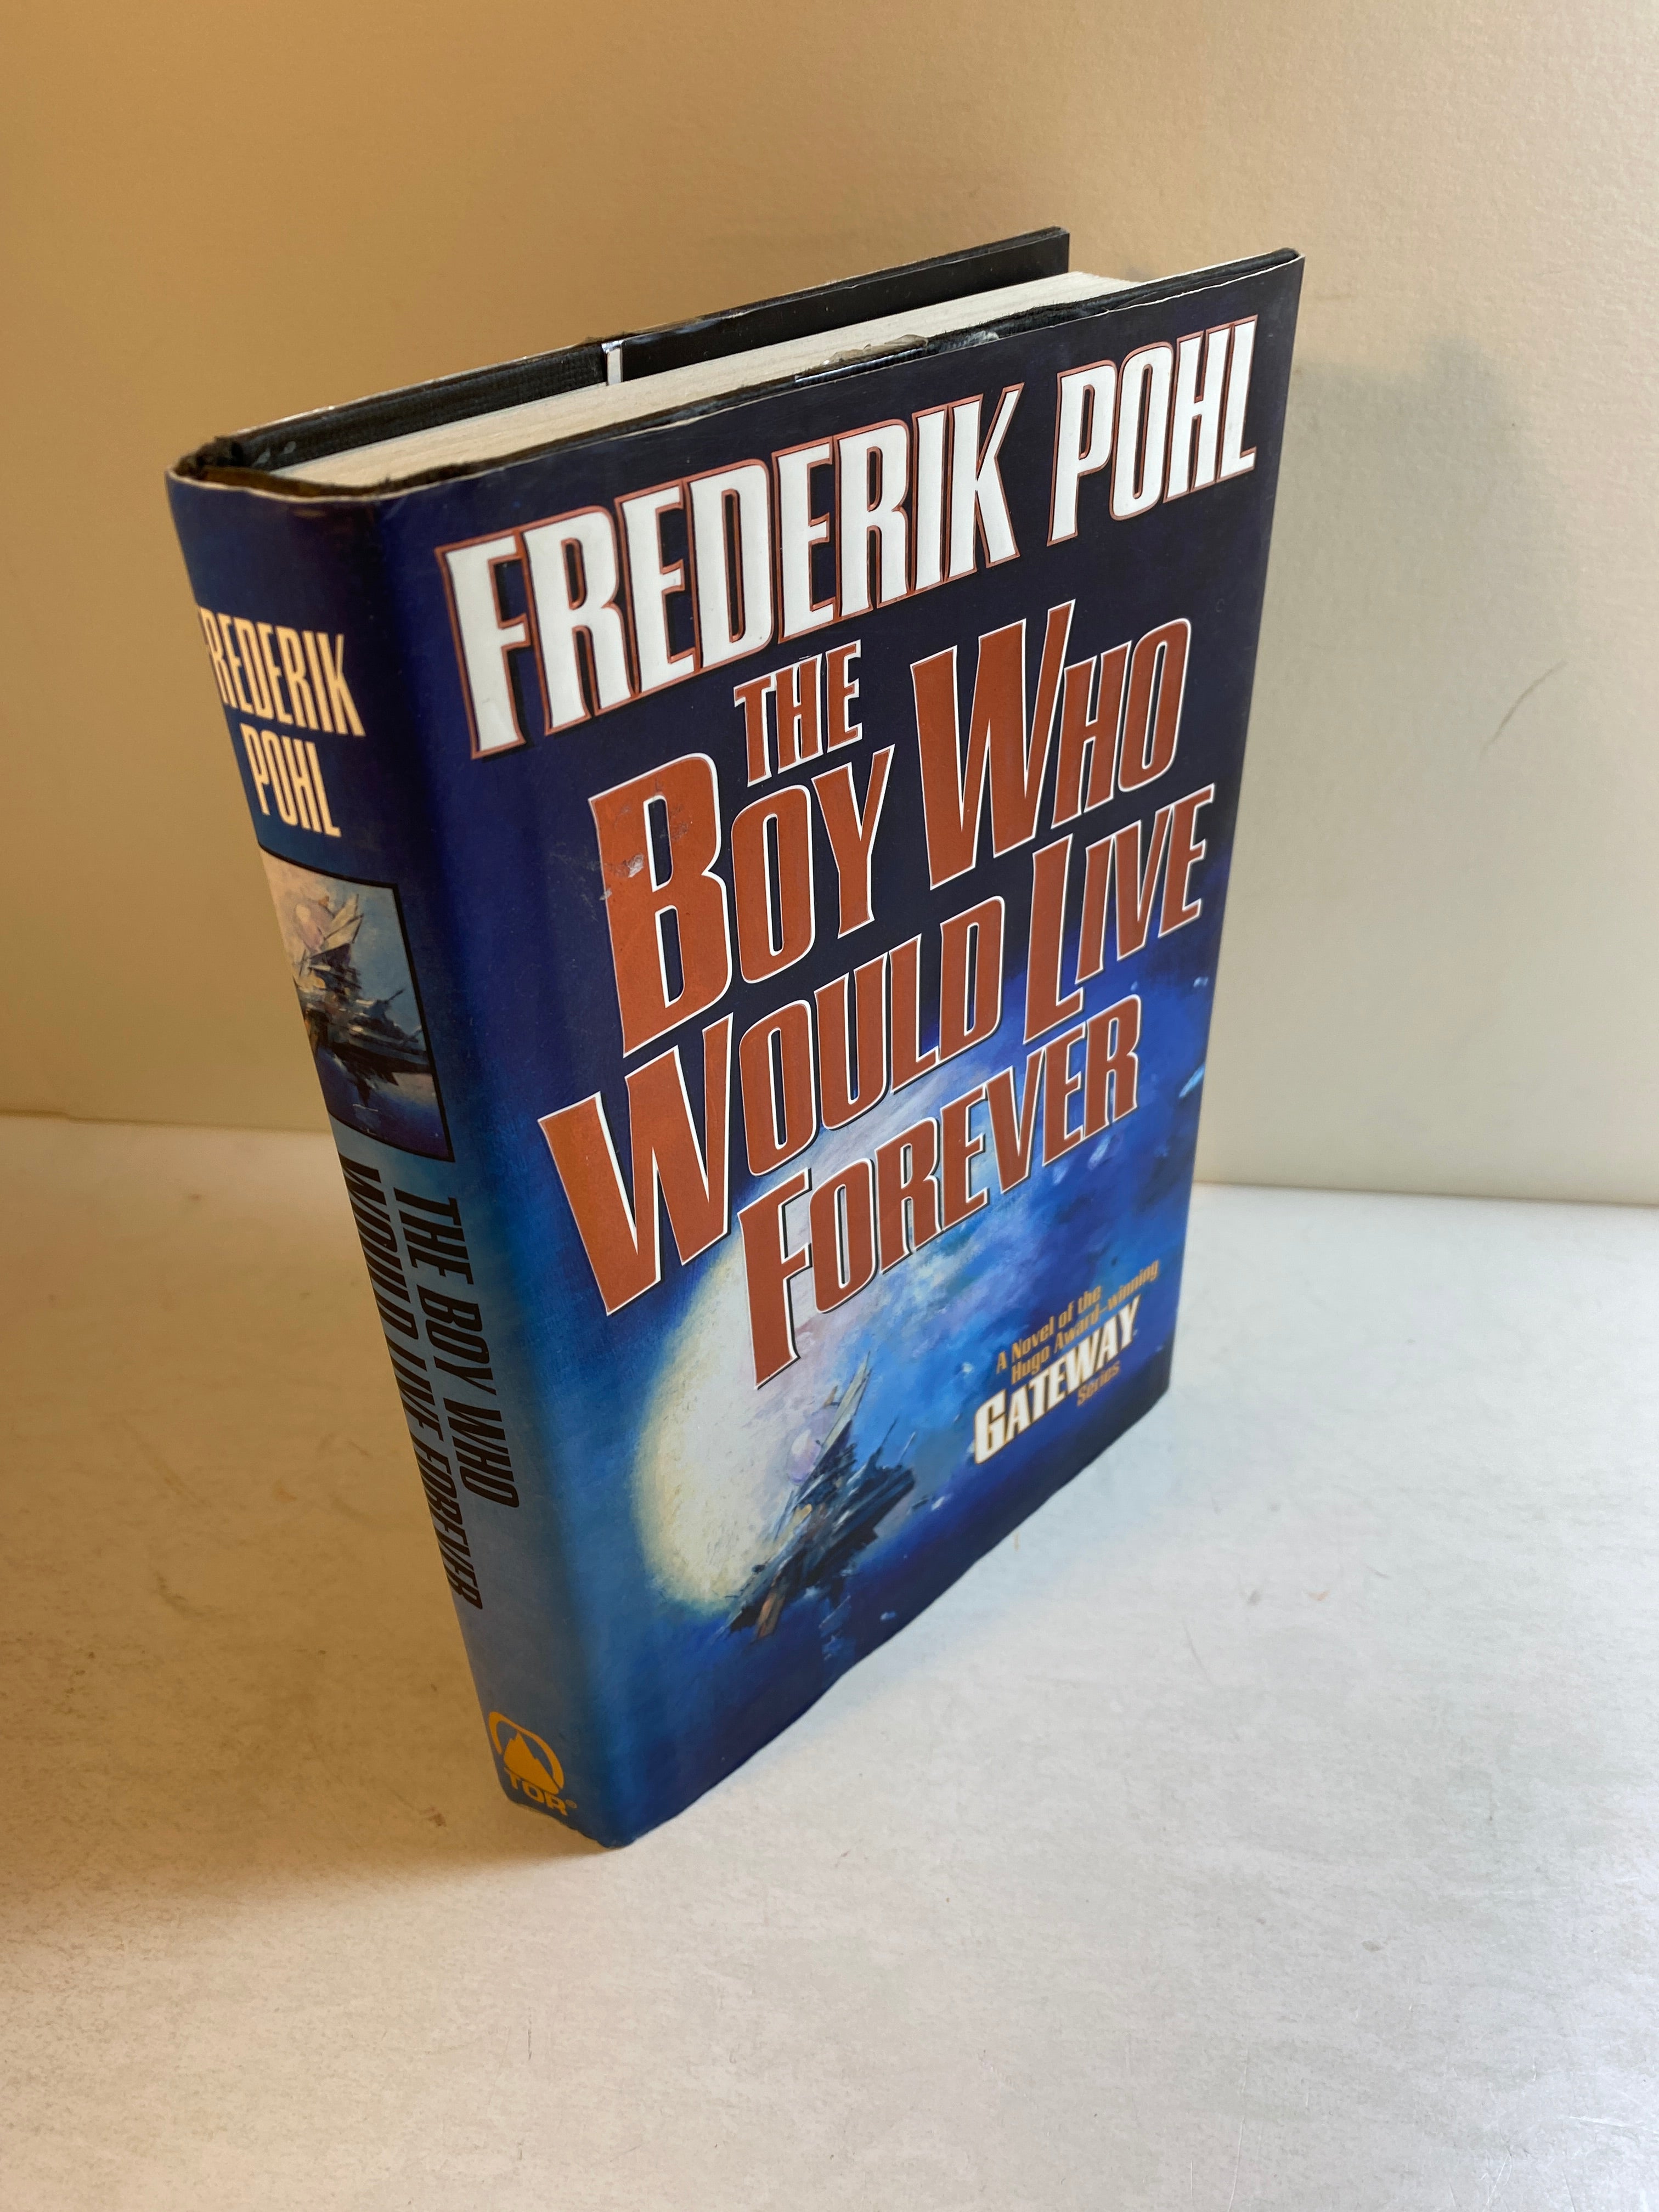 FREDERIK POHL
THE
BOY WHO
WOULD LIVE
FOREVER
A Novel of the
Hugo Award-winning
GATEWAY
Series
FREDERIK
POHL
THE BOY WHO
WOULD LIVE FOREVER
TOR®